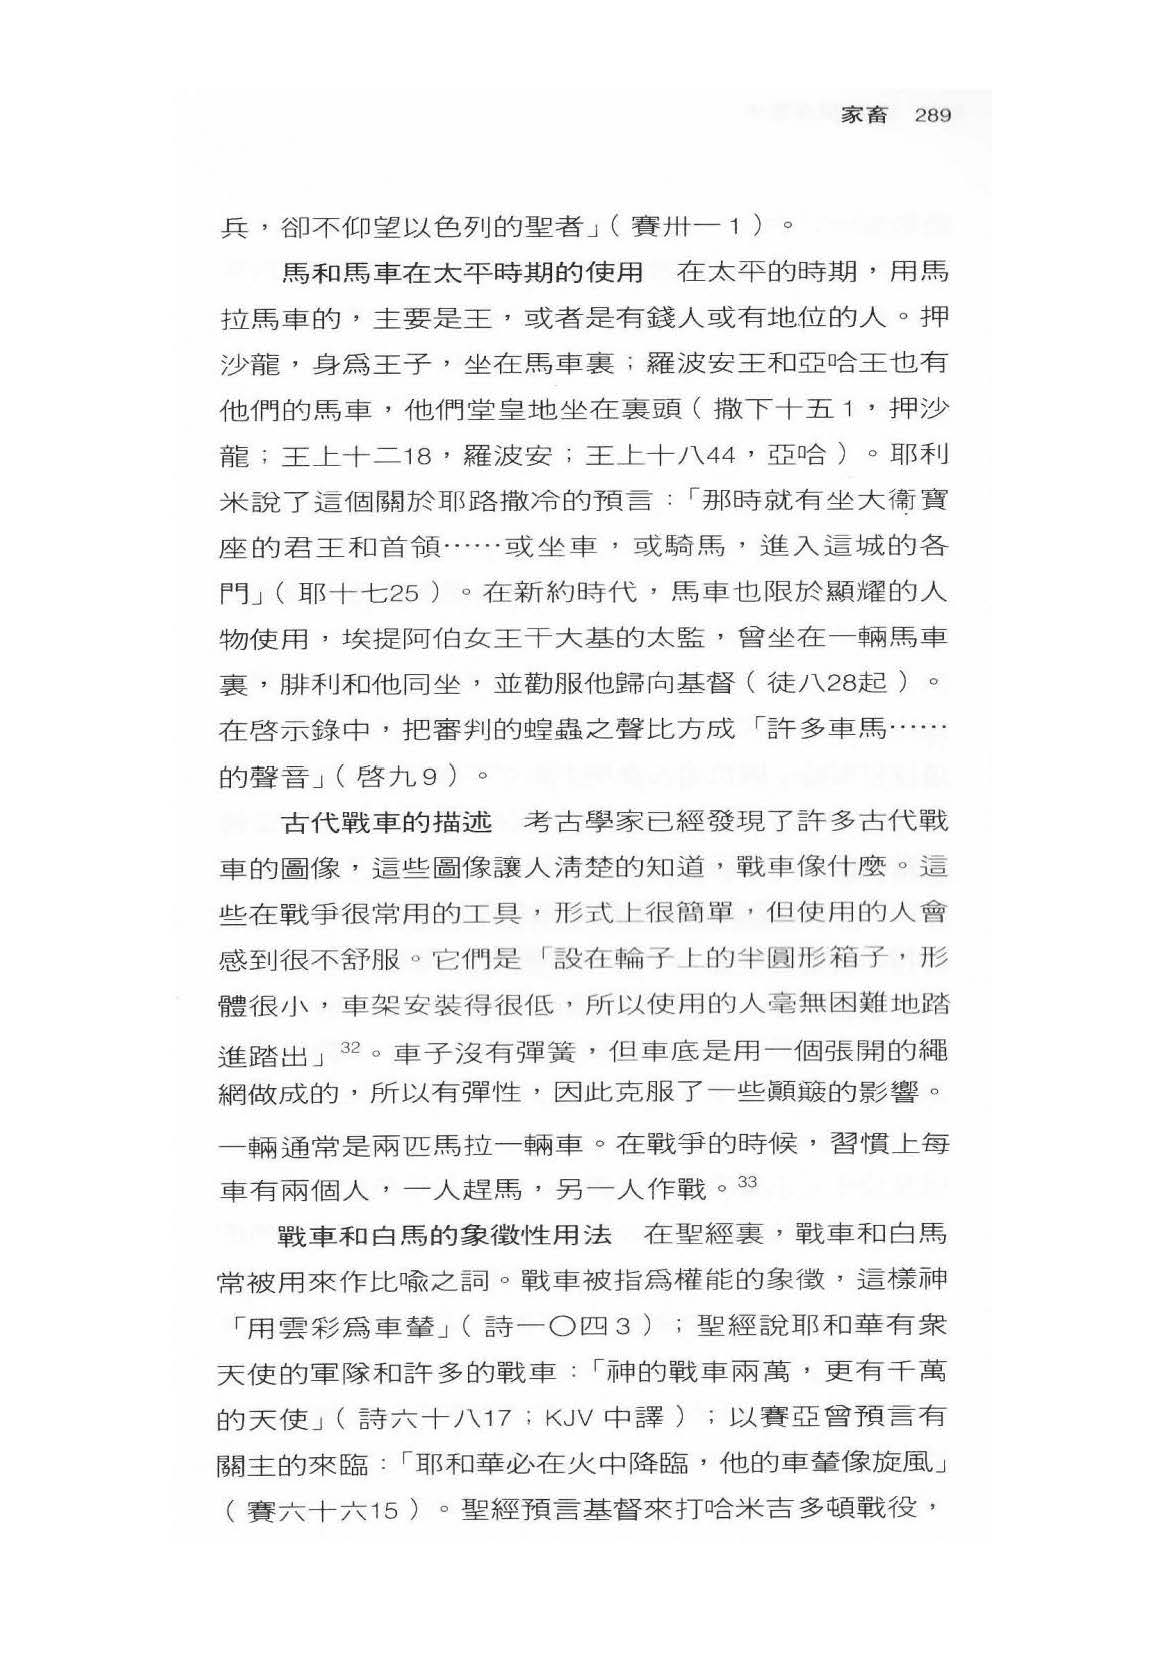 家畜　289
兵，卻不仰望以色列的聖者」（賽卅一1）。
馬和馬車在太平時期的使用　在太平的時期，用馬
拉馬車的，主要是王，或者是有錢人或有地位的人。押
沙龍，身爲王子，坐在馬車裏；羅波安王和亞哈王也有
他們的馬車，他們堂皇地坐在裏頭（撒下十五1，押沙
龍；王上十二18，羅波安；王上十八44，亞哈）。耶利
米說了這個關於耶路撒冷的預言：「那時就有坐大衞寶
座的君王和首領……或坐車，或騎馬，進入這城的各
門」（耶十七25）。在新約時代，馬車也限於顯耀的人
物使用，埃提阿伯女王干大基的太監，曾坐在一輛馬車
裏，腓利和他同坐，並勸服他歸向基督（徒八28起）。
在啓示錄中，把審判的蝗蟲之聲比方成「許多車馬……
的聲音」（啓九9）。
古代戰車的描述　考古學家已經發現了許多古代戰
車的圖像，這些圖像讓人淸楚的知道，戰車像什麼。這
些在戰爭很常用的工具，形式上很簡單，但使用的人會
感到很不舒服。它們是「設在輪子上的半圓形箱子，形
體很小，車架安裝得很低，所以使用的人毫無困難地踏
進踏出」32。車子沒有彈簧，但車底是用一個張開的繩
網做成的，所以有彈性，因此克服了一些顚簸的影響。
一輛通常是兩匹馬拉一輛車。在戰爭的時候，習慣上每
車有兩個人，一人趕馬，另一人作戰。33
戰車和白馬的象徵性用法　在聖經裏，戰車和白馬
常被用來作比喩之詞。戰車被指爲權能的象徵，這樣神
「用雲彩爲車輦」（詩一〇四3）；聖經說耶和華有衆
天使的軍隊和許多的戰車：「神的戰車兩萬，更有千萬
的天使」（詩六十八17；KJV 中譯）；以賽亞曾預言有
關主的來臨：「耶和華必在火中降臨，他的車輦像旋風」
（賽六十六15）。聖經預言基督來打哈米吉多頓戰役，